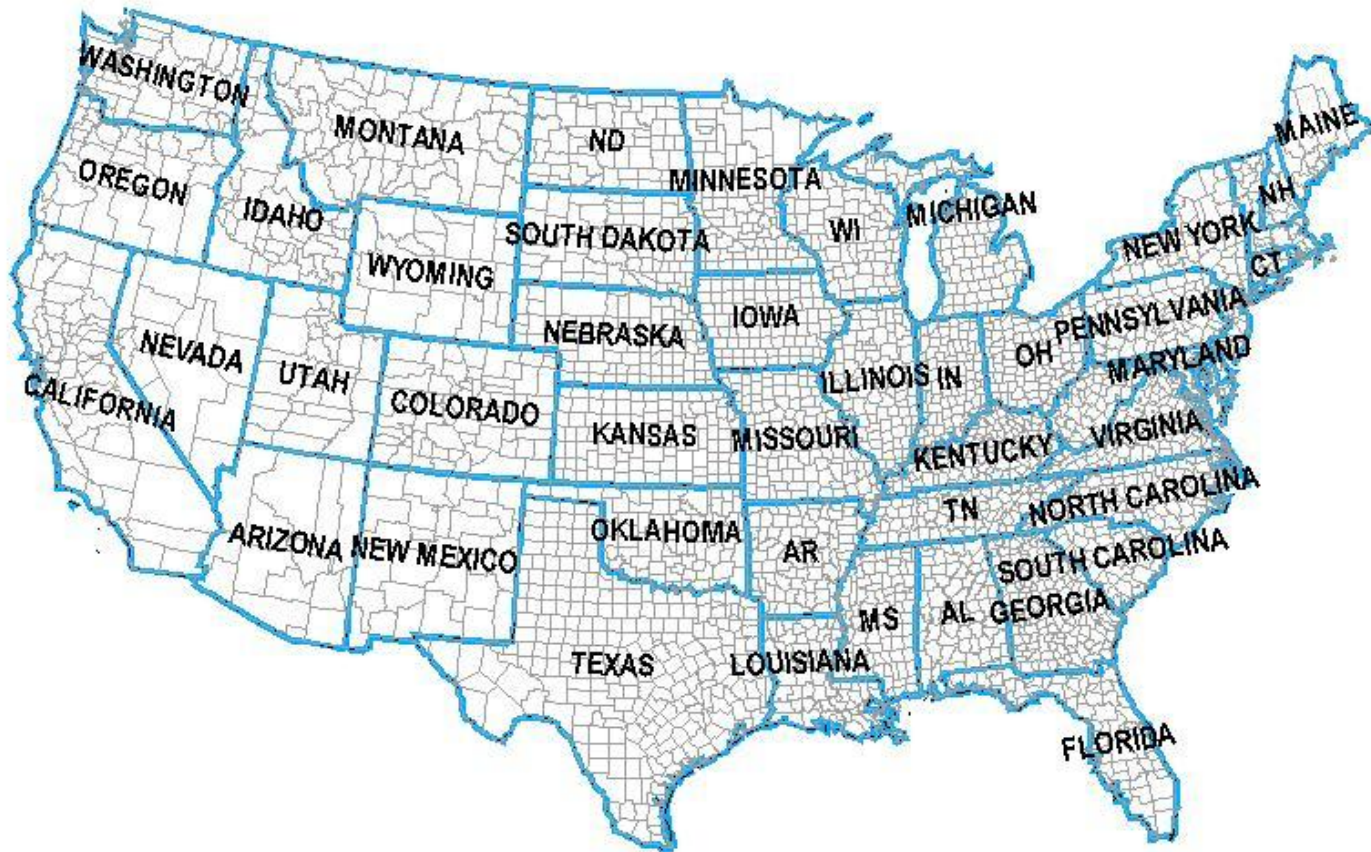 WASHINGTON
MONTANA
ND
MAINE
OREGON
IDAHO
MINNESOTA
MICHIGAN
NH
SOUTH DAKOTA
WI
NEW YORK
WYOMING
CT
NEBRASKA
IOWA
PENNSYLVANIA
NEVADA
UTAH
OH
MARYLAND
CALIFORNIA
COLORADO
ILLINOIS
IN
KANSAS
MISSOURI
KENTUCKY
VIRGINIA
ARIZONA
NEW MEXICO
OKLAHOMA
AR
TN
NORTH CAROLINA
SOUTH CAROLINA
TEXAS
LOUISIANA
MS
AL
GEORGIA
FLORIDA